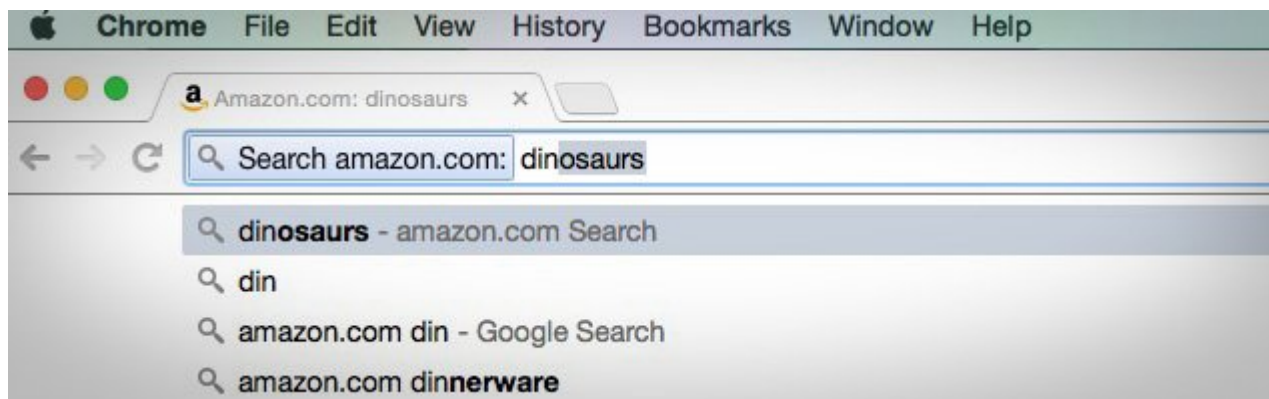 Chrome File Edit View History Bookmarks Window Help
a Amazon.com: dinosaurs ×
Search amazon.com: dinosaurs
dinosaurs - amazon.com Search
din
amazon.com din - Google Search
amazon.com dinnerware